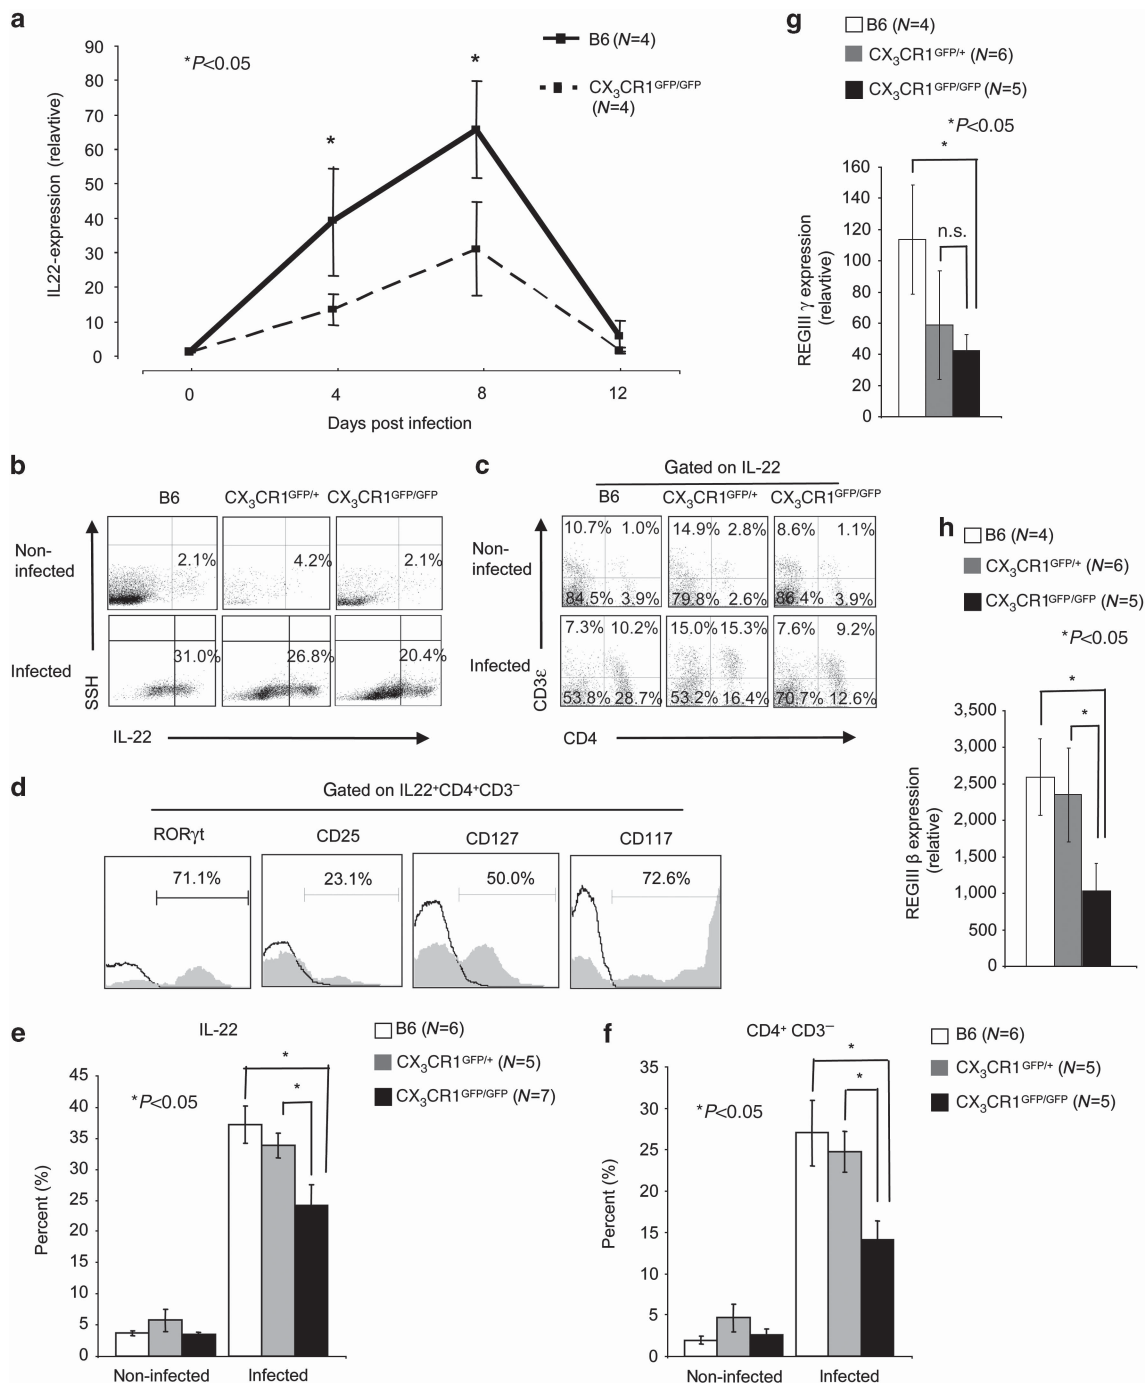 a
*P<0.05
B6 (N=4)
CX3CR1GFP/GFP
(N=4)
*
*
IL22-expression (relavtive)
90
80
70
60
50
40
30
20
10
0
0 4 8 12
Days post infection
g
B6 (N=4)
CX3CR1GFP/+ (N=6)
CX3CR1GFP/GFP (N=5)
*P<0.05
*
n.s.
REGIII γ expression
(relavtive)
160
140
120
100
80
60
40
20
0
b
B6 CX3CR1GFP/+ CX3CR1GFP/GFP
Non-
infected
2.1% 4.2% 2.1%
Infected
31.0% 26.8% 20.4%
SSH
IL-22
c
Gated on IL-22
B6 CX3CR1GFP/+ CX3CR1GFP/GFP
Non-
infected
10.7% 1.0% 14.9% 2.8% 8.6% 1.1%
84.5% 3.9% 79.8% 2.6% 86.4% 3.9%
Infected
7.3% 10.2% 15.0% 15.3% 7.6% 9.2%
53.8% 28.7% 53.2% 16.4% 70.7% 12.6%
CD3ε
CD4
h
B6 (N=4)
CX3CR1GFP/+ (N=6)
CX3CR1GFP/GFP (N=5)
*P<0.05
*
*
REGIII β expression
(relative)
3,500
3,000
2,500
2,000
1,500
1,000
500
0
d
Gated on IL22+CD4+CD3−
RORγt CD25 CD127 CD117
71.1% 23.1% 50.0% 72.6%
e
IL-22
B6 (N=6)
CX3CR1GFP/+ (N=5)
CX3CR1GFP/GFP (N=7)
*P<0.05
*
*
Percent (%)
45
40
35
30
25
20
15
10
5
0
Non-infected Infected
f
CD4+ CD3−
B6 (N=6)
CX3CR1GFP/+ (N=5)
CX3CR1GFP/GFP (N=5)
*P<0.05
*
*
Percent (%)
35
30
25
20
15
10
5
0
Non-infected Infected